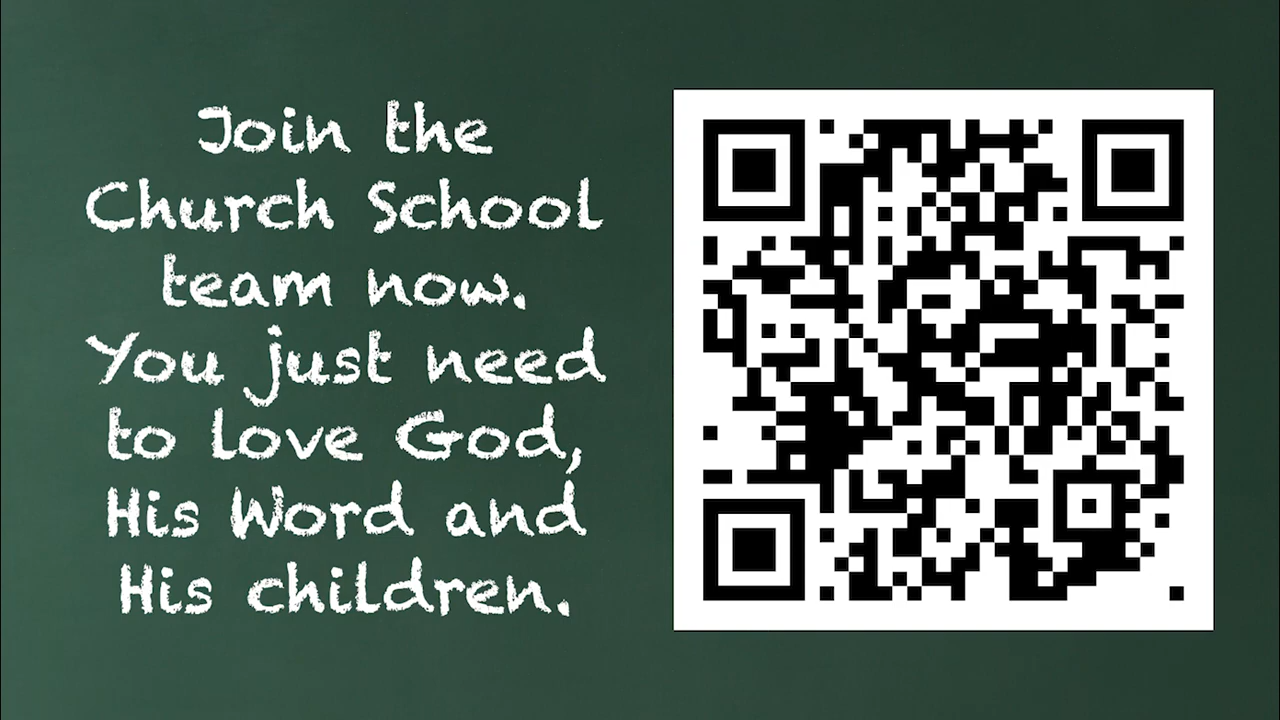 Join the
Church School
team now.
You just need
to love God,
His Word and
His children.